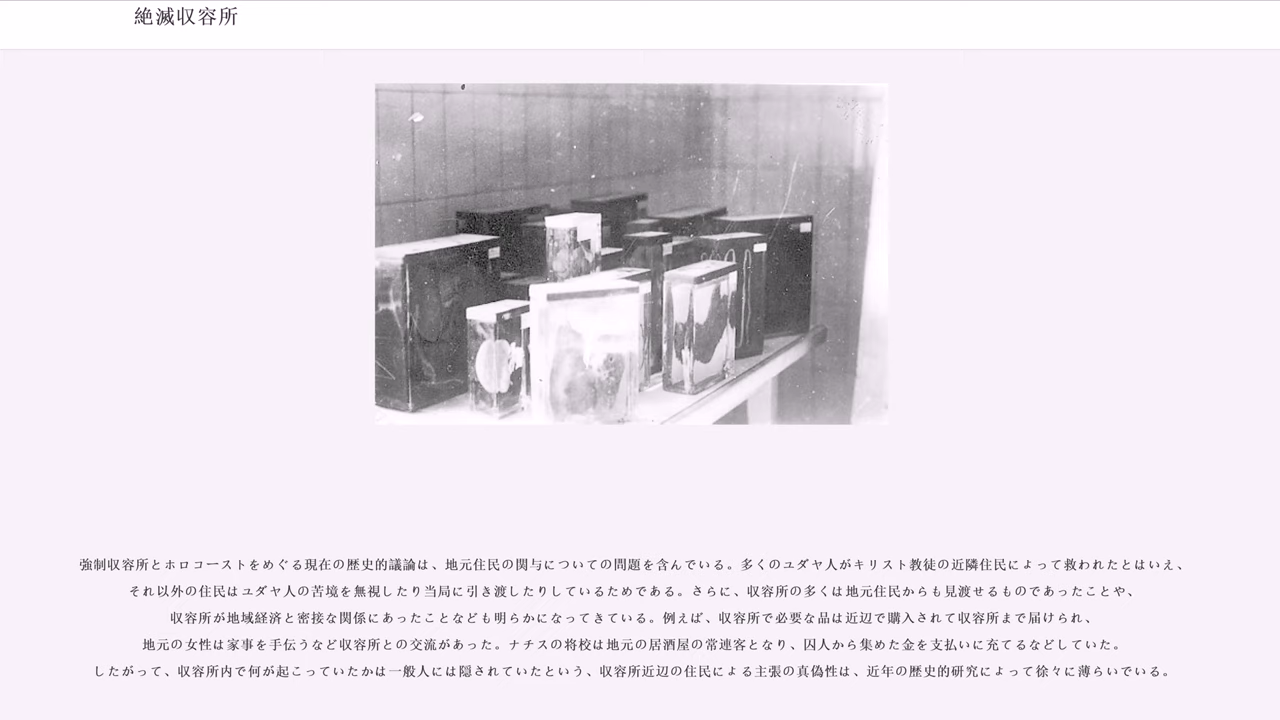 絶滅収容所
強制収容所とホロコーストをめぐる現在の歴史的議論は、地元住民の関与についての問題を含んでいる。多くのユダヤ人がキリスト教徒の近隣住民によって救われたとはいえ、
それ以外の住民はユダヤ人の苦境を無視したり当局に引き渡したりしているためである。さらに、収容所の多くは地元住民からも見渡せるものであったことや、
収容所が地域経済と密接な関係にあったことなども明らかになってきている。例えば、収容所で必要な品は近辺で購入されて収容所まで届けられ、
地元の女性は家事を手伝うなど収容所との交流があった。ナチスの将校は地元の居酒屋の常連客となり、囚人から集めた金を支払いに充てるなどしていた。
したがって、収容所内で何が起こっていたかは一般人には隠されていたという、収容所近辺の住民による主張の真偽性は、近年の歴史的研究によって徐々に薄らいでいる。